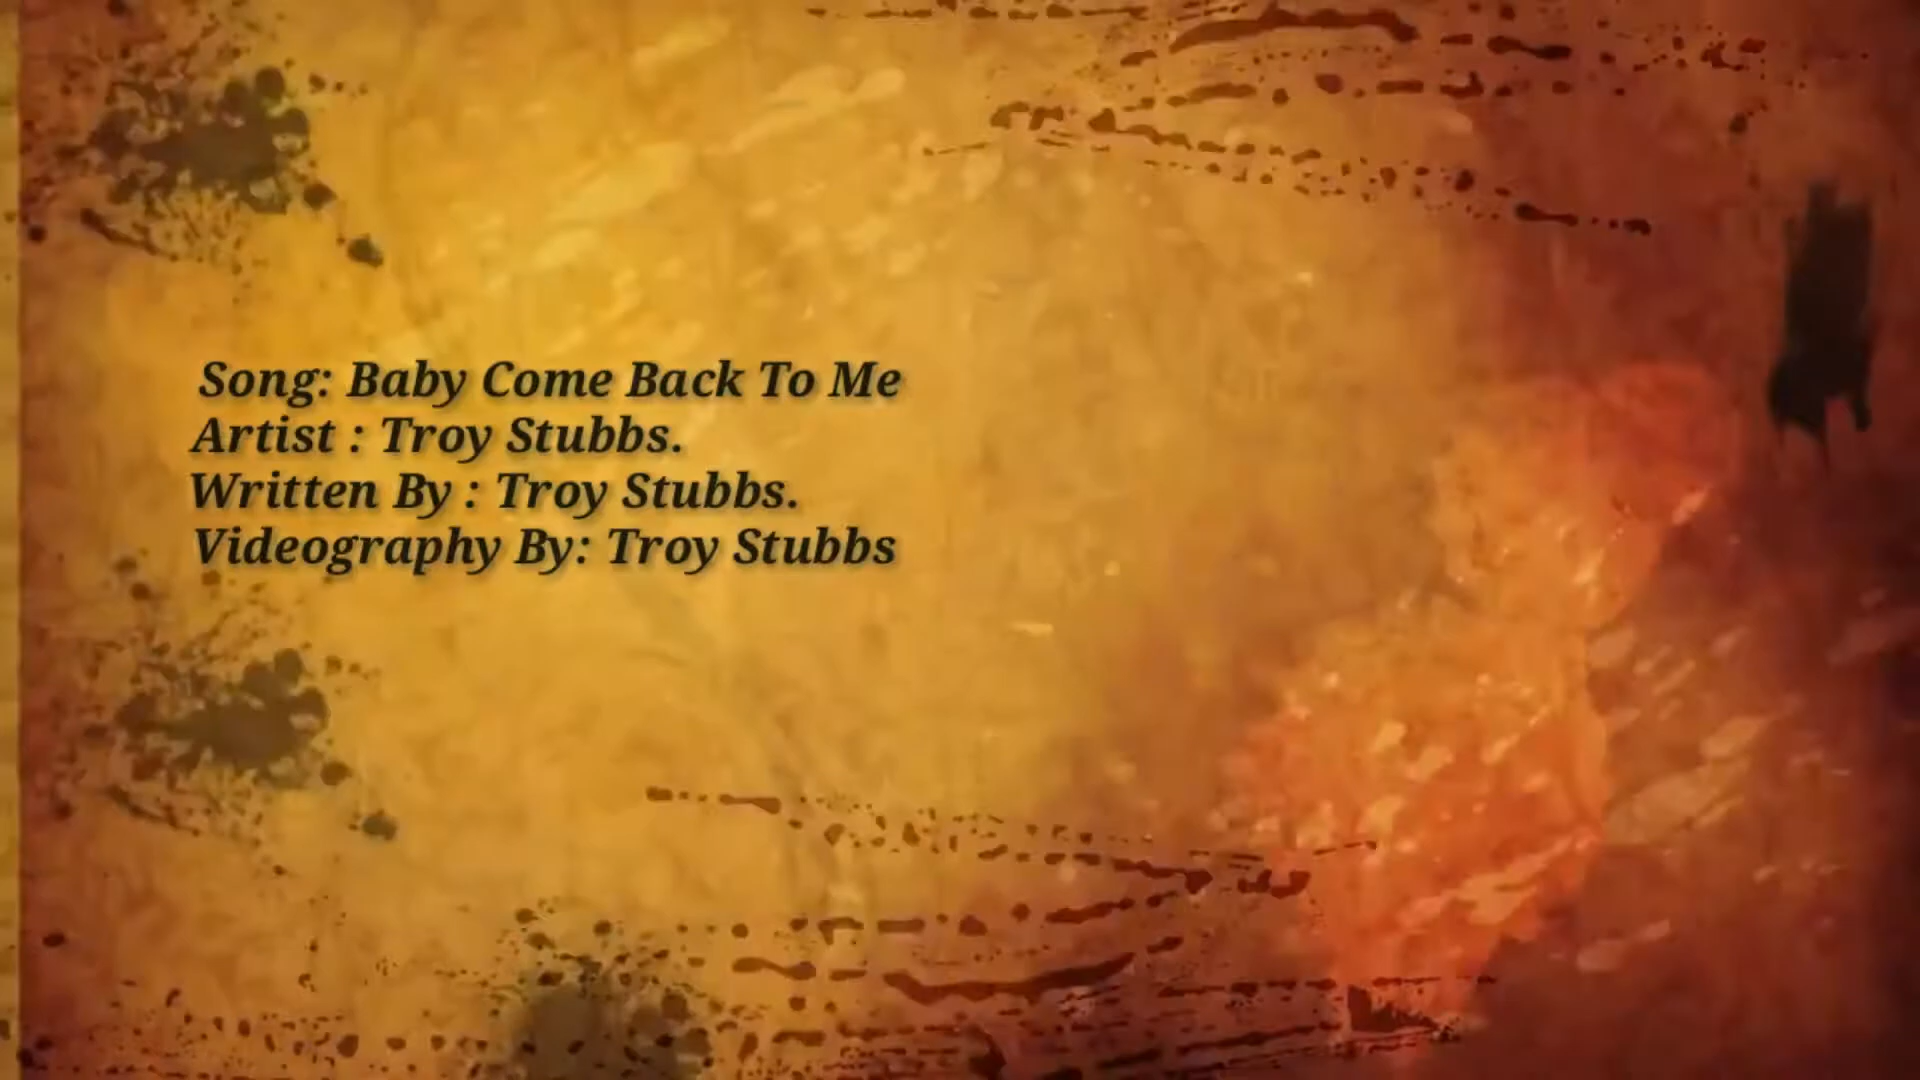 Song: Baby Come Back To Me
Artist : Troy Stubbs.
Written By : Troy Stubbs.
Videography By: Troy Stubbs